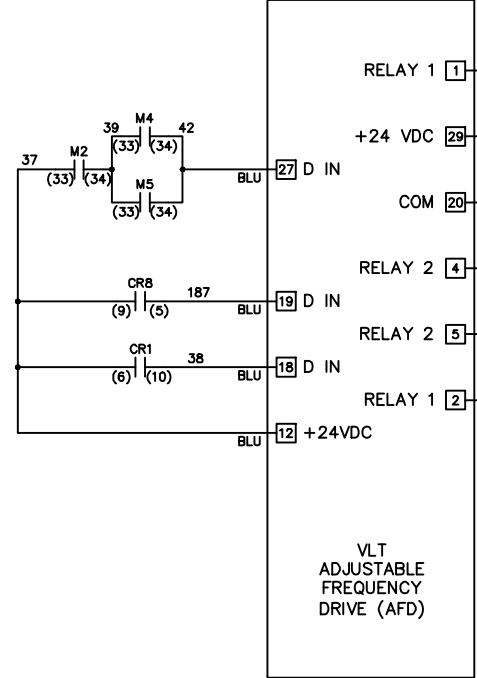 RELAY 1 1
39 M4 42
(33) (34)
+24 VDC 29
37 M2
(33) (34)
27 D IN
BLU
M5
(33) (34)
COM 20
RELAY 2 4
CR8 187
(9) (5)
19 D IN
BLU
RELAY 2 5
CR1 38
(6) (10)
18 D IN
BLU
RELAY 1 2
12 +24VDC
BLU
VLT
ADJUSTABLE
FREQUENCY
DRIVE (AFD)